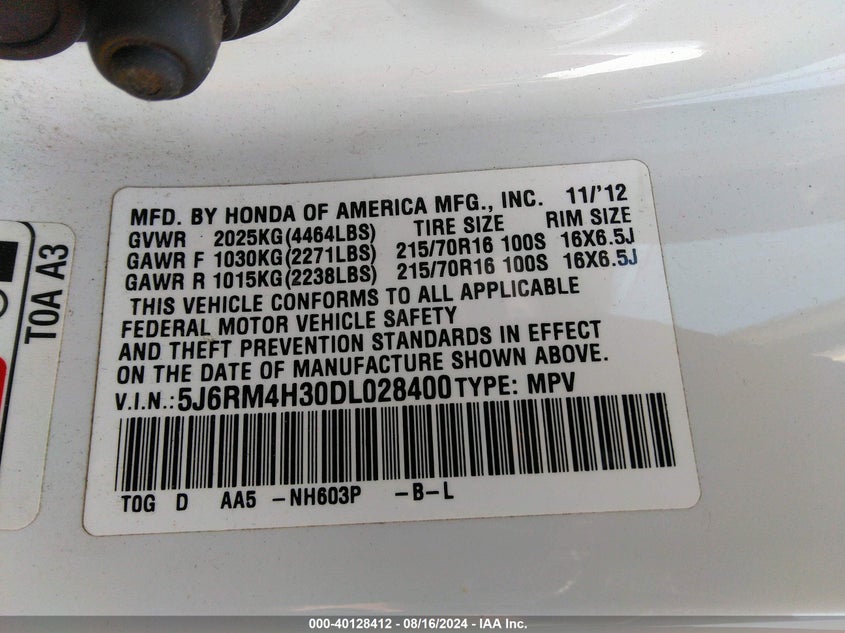 MFD. BY HONDA OF AMERICA MFG., INC. 11/'12
GVWR 2025KG(4464LBS) TIRE SIZE RIM SIZE
GAWR F 1030KG(2271LBS) 215/70R16 100S 16X6.5J
GAWR R 1015KG(2238LBS) 215/70R16 100S 16X6.5J
THIS VEHICLE CONFORMS TO ALL APPLICABLE
FEDERAL MOTOR VEHICLE SAFETY
AND THEFT PREVENTION STANDARDS IN EFFECT
ON THE DATE OF MANUFACTURE SHOWN ABOVE.
V.I.N.:5J6RM4H30DL028400 TYPE: MPV
T0G D AA5 -NH603P -B-L
T0A A3
000-40128412 - 08/16/2024 - IAA Inc.